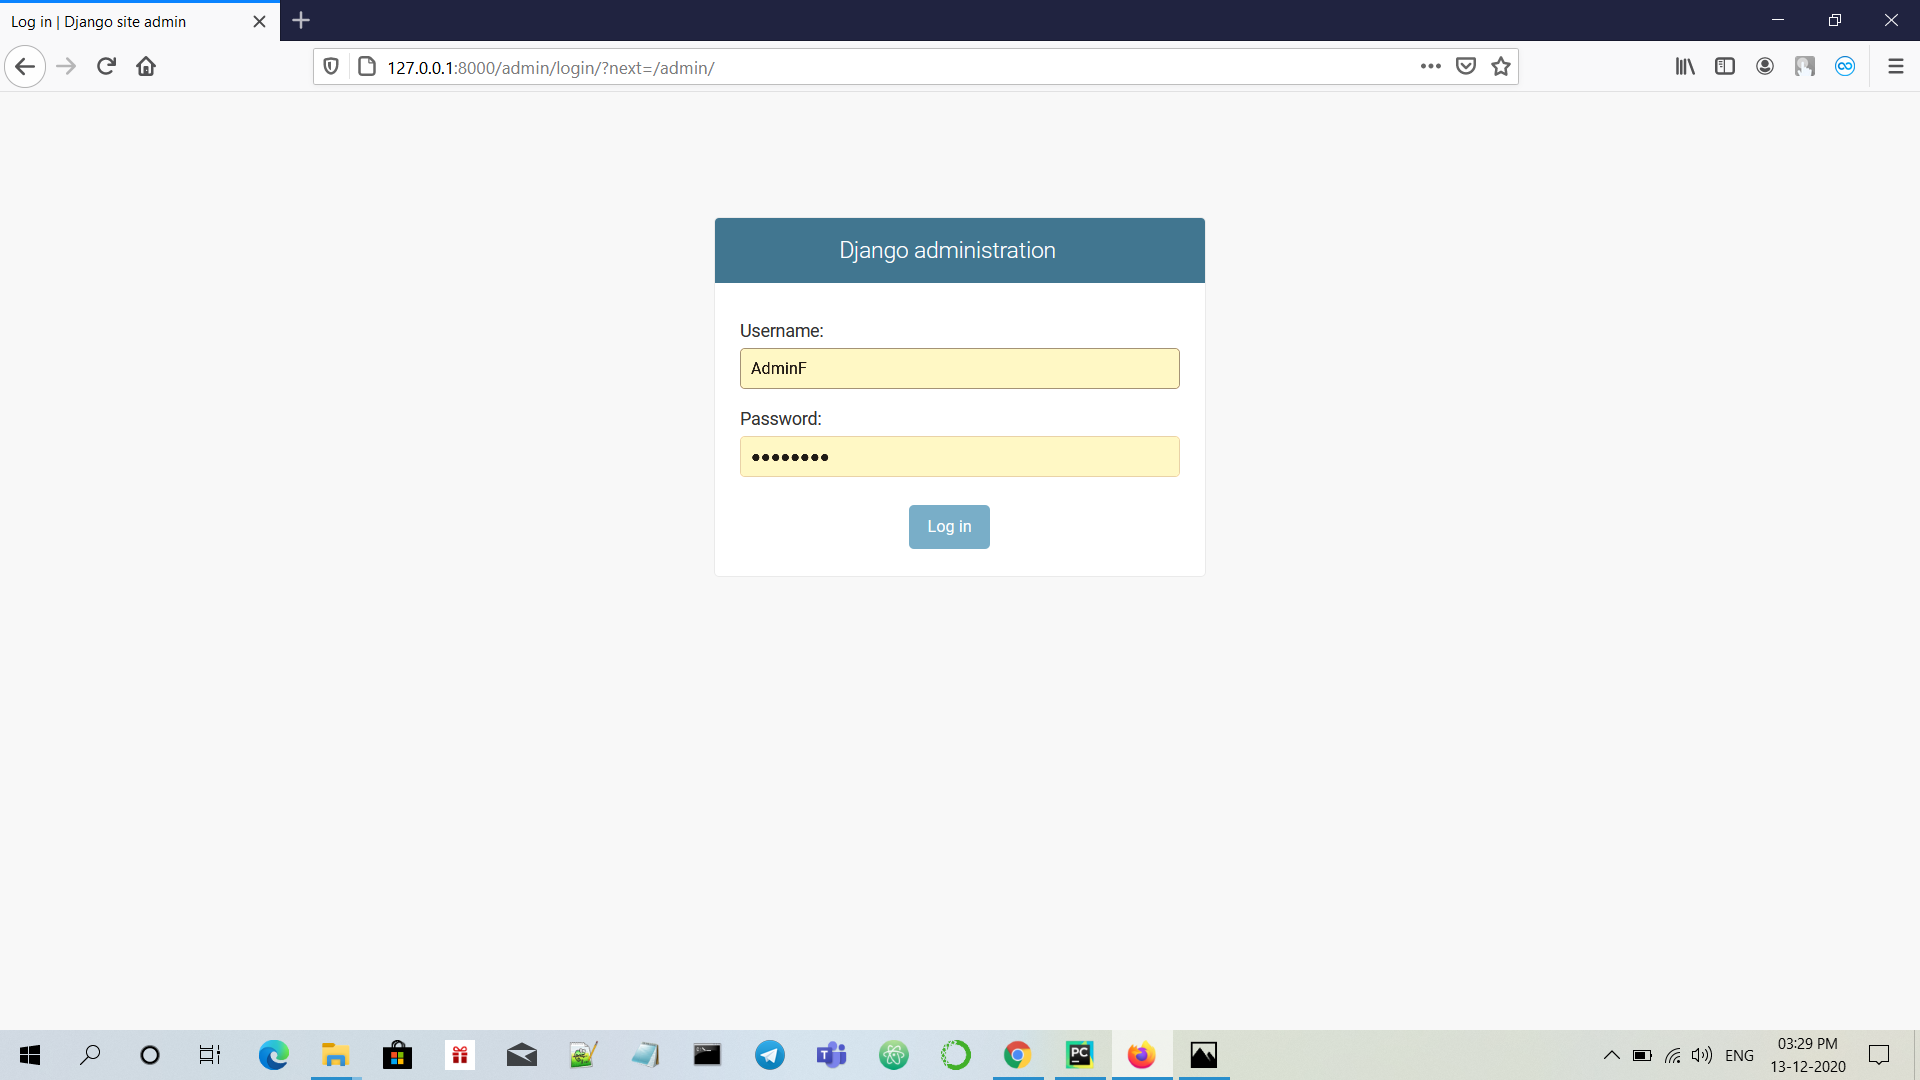 Log in | Django site admin
127.0.0.1:8000/admin/login/?next=/admin/
Django administration
Username:
AdminF
Password:
Log in
PC
ENG
03:29 PM
13-12-2020